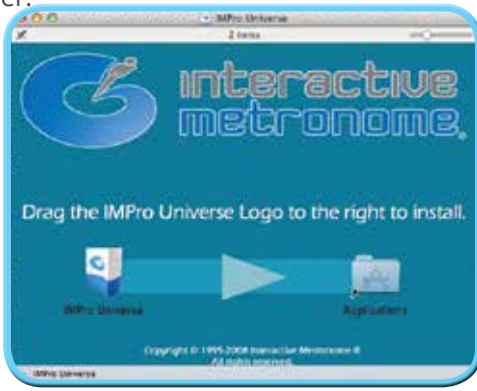 er.
IMPro Universe
2 items
interactive
metronome®
Drag the IMPro Universe Logo to the right to install.
IMPro Universe
Applications
Copyright © 1995-2008 Interactive Metronome ®
All rights reserved.
IMPro Universe